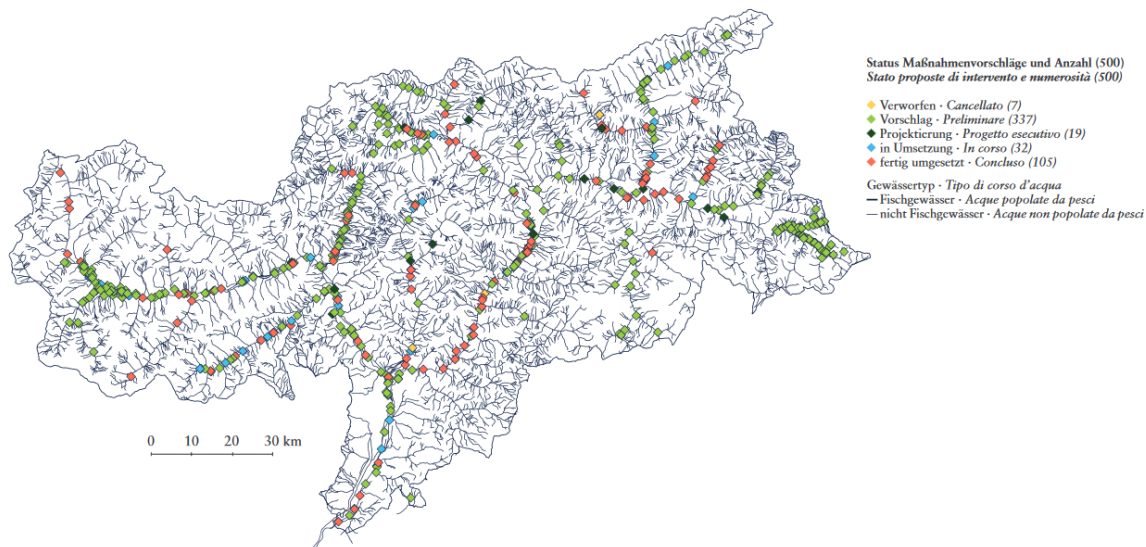 Status Maßnahmenvorschläge und Anzahl (500)
Stato proposte di intervento e numerosità (500)
Verworfen · Cancellato (7)
Vorschlag · Preliminare (337)
Projektierung · Progetto esecutivo (19)
in Umsetzung · In corso (32)
fertig umgesetzt · Concluso (105)
Gewässertyp · Tipo di corso d'acqua
Fischgewässer · Acque popolate da pesci
nicht Fischgewässer · Acque non popolate da pesci
0 10 20 30 km